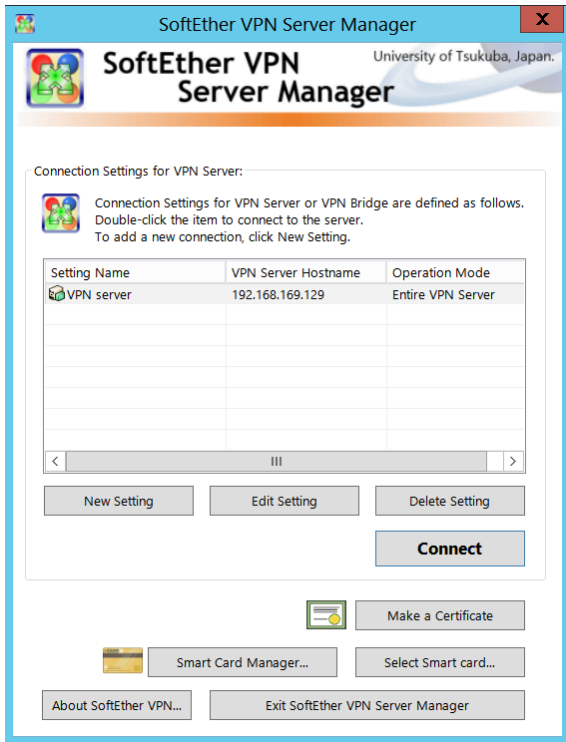 SoftEther VPN Server Manager
X
SoftEther VPN
Server Manager
University of Tsukuba, Japan.
Connection Settings for VPN Server:
Connection Settings for VPN Server or VPN Bridge are defined as follows.
Double-click the item to connect to the server.
To add a new connection, click New Setting.
Setting Name VPN Server Hostname Operation Mode
VPN server 192.168.169.129 Entire VPN Server
New Setting Edit Setting Delete Setting
Connect
Make a Certificate
Smart Card Manager... Select Smart card...
About SoftEther VPN... Exit SoftEther VPN Server Manager